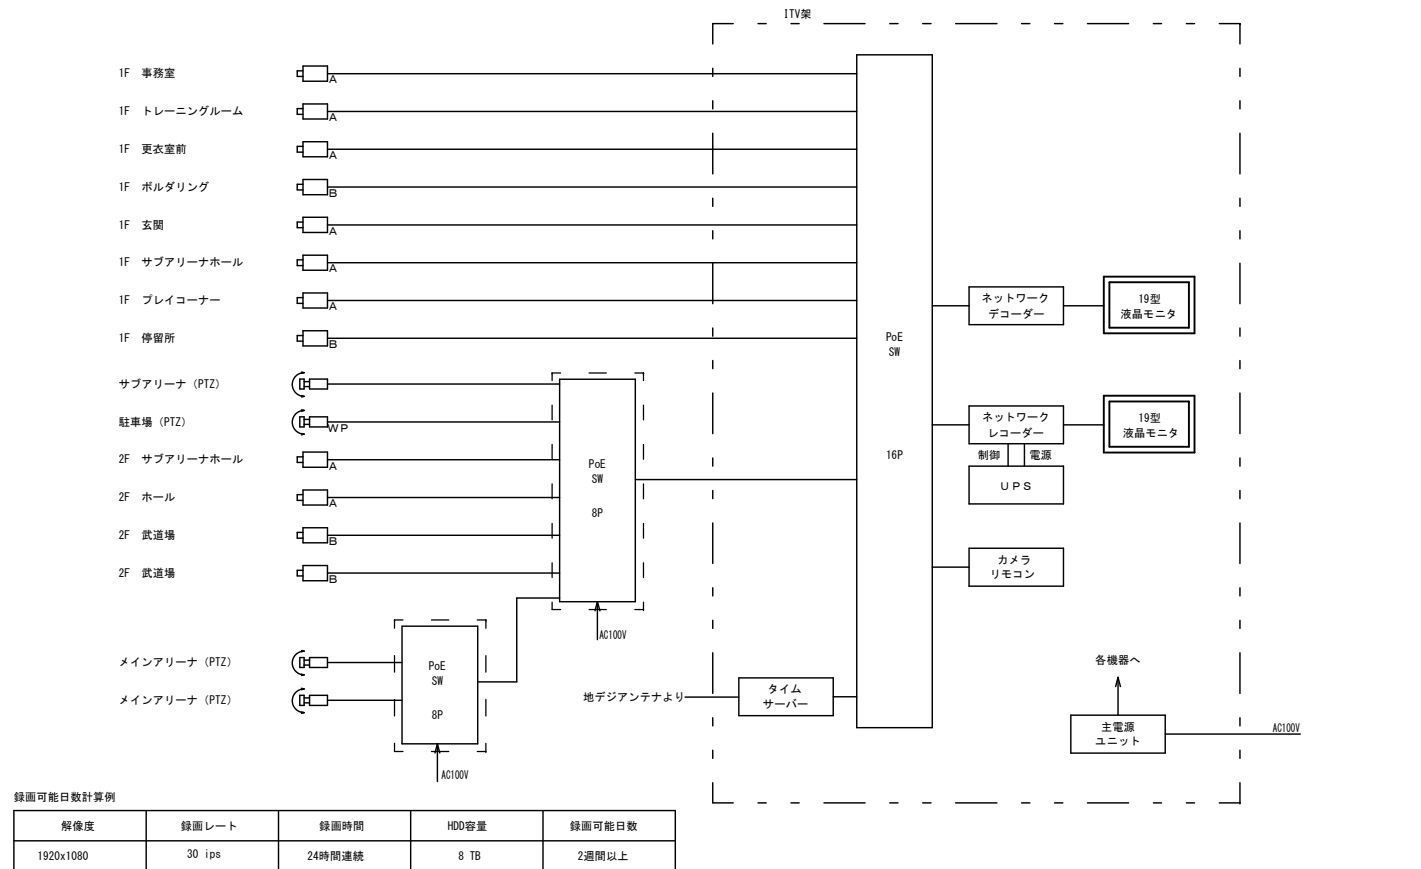 ITV架
1F 事務室
A
1F トレーニングルーム
A
1F 更衣室前
A
1F ボルダリング
B
1F 玄関
A
1F サブアリーナホール
A
1F プレイコーナー
A
1F 停留所
B
サブアリーナ (PTZ)
駐車場 (PTZ)
WP
2F サブアリーナホール
A
2F ホール
A
2F 武道場
B
2F 武道場
B
メインアリーナ (PTZ)
メインアリーナ (PTZ)
PoE
SW
8P
AC100V
PoE
SW
8P
AC100V
PoE
SW
16P
ネットワーク
デコーダー
19型
液晶モニタ
ネットワーク
レコーダー
19型
液晶モニタ
制御
電源
UPS
カメラ
リモコン
地デジアンテナより
タイム
サーバー
各機器へ
主電源
ユニット
AC100V
録画可能日数計算例
解像度 録画レート 録画時間 HDD容量 録画可能日数
1920x1080 30 ips 24時間連続 8 TB 2週間以上